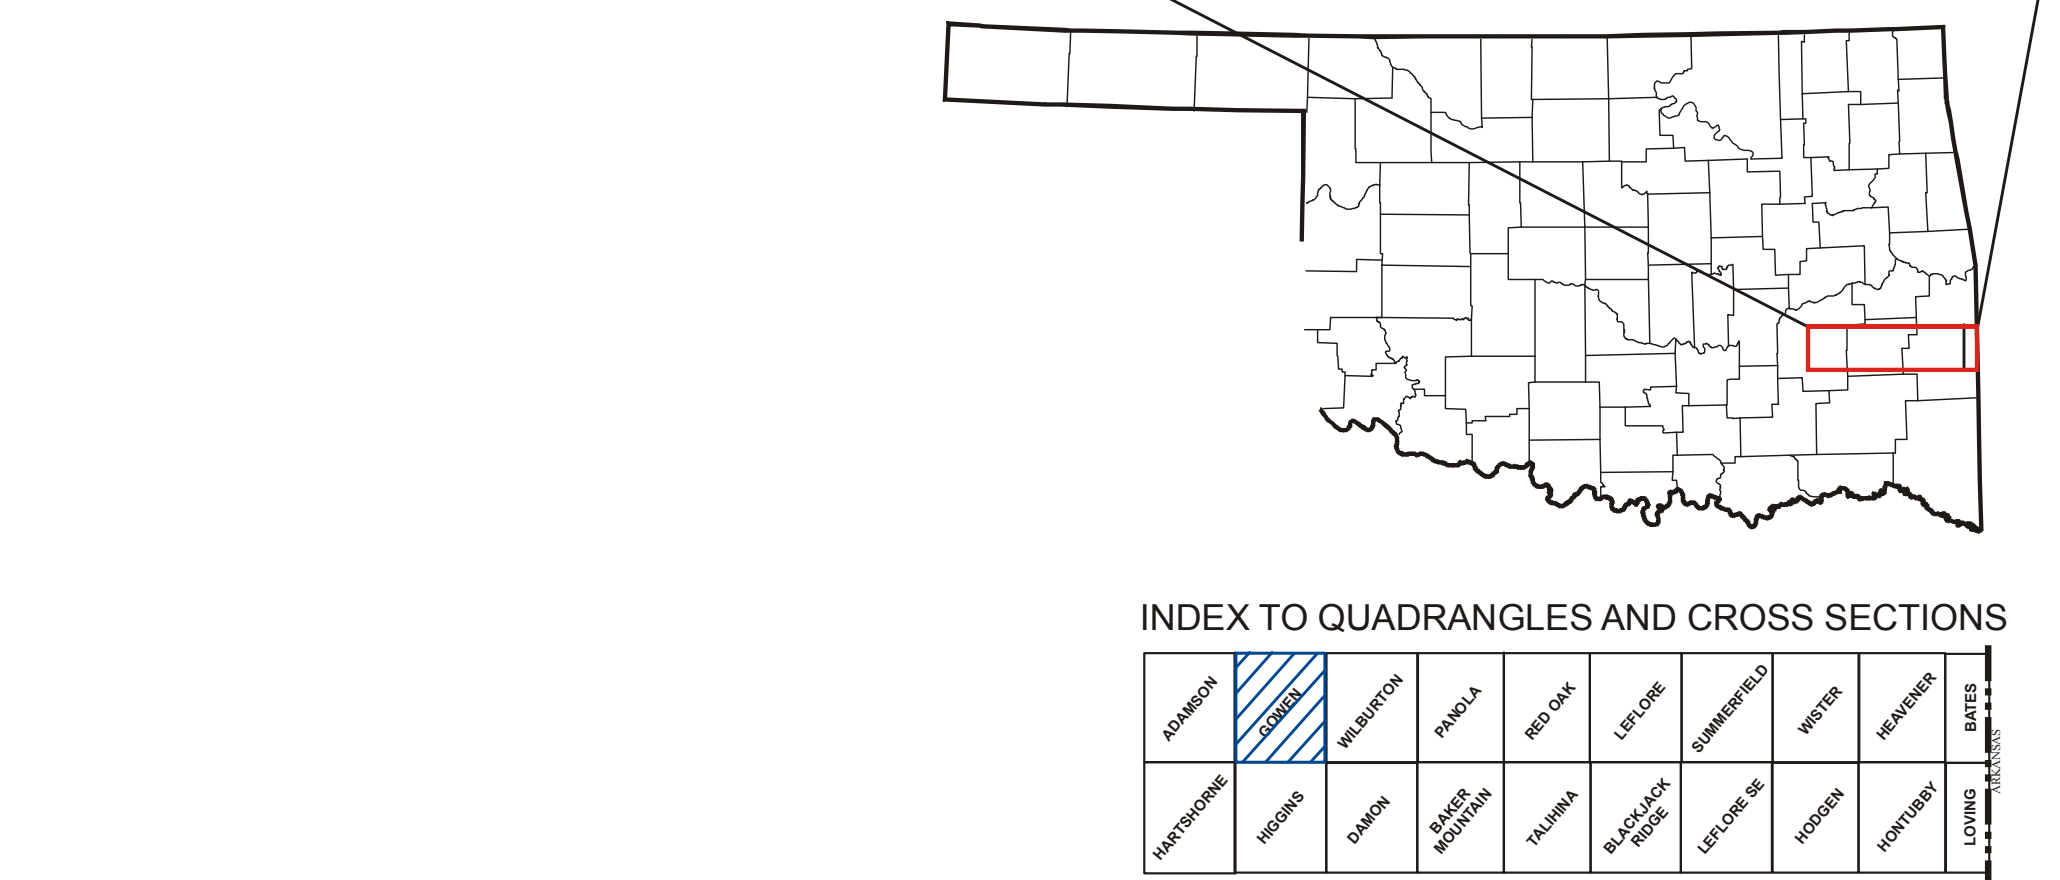 INDEX TO QUADRANGLES AND CROSS SECTIONS
ADAMSON
GOWEN
WILBURTON
PANOLA
RED OAK
LEFLORE
SUMMERFIELD
WISTER
HEAVENER
BATES
ARKANSAS
HARTSHORNE
HIGGINS
DAMON
BAKER
MOUNTAIN
TALIHINA
BLACKJACK
RIDGE
LEFLORE SE
HODGEN
HONTUBBY
LOVING